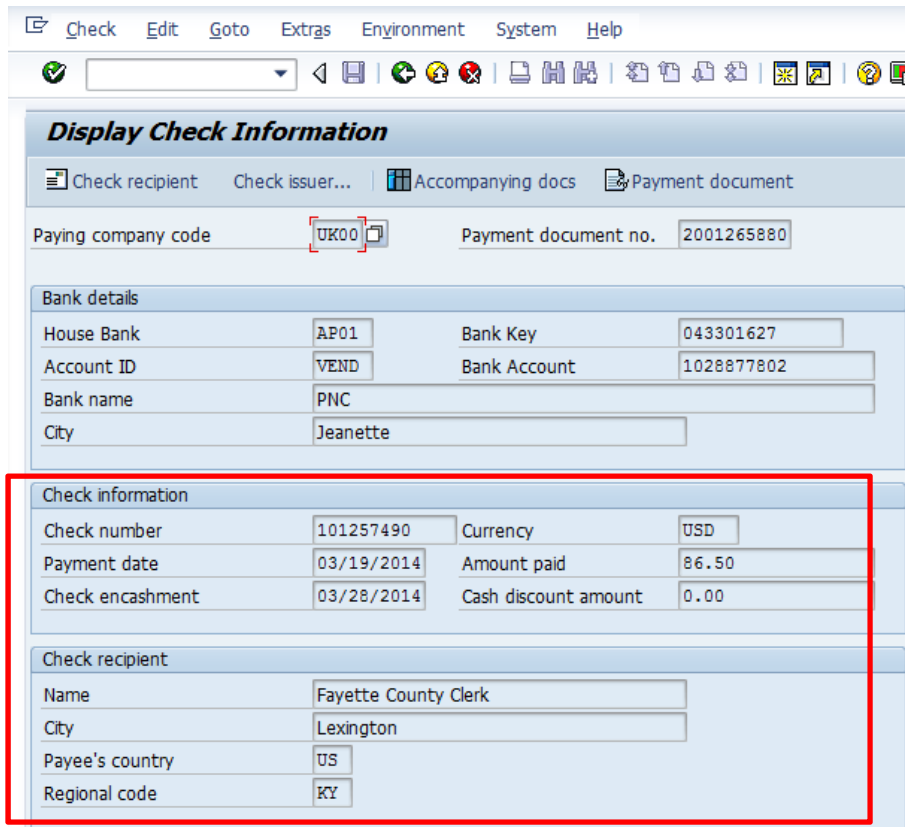 Check Edit Goto Extras Environment System Help
Display Check Information
Check recipient Check issuer... Accompanying docs Payment document
Paying company code UK00 Payment document no. 2001265880
Bank details
House Bank AP01 Bank Key 043301627
Account ID VEND Bank Account 1028877802
Bank name PNC
City Jeanette
Check information
Check number 101257490 Currency USD
Payment date 03/19/2014 Amount paid 86.50
Check encashment 03/28/2014 Cash discount amount 0.00
Check recipient
Name Fayette County Clerk
City Lexington
Payee's country US
Regional code KY